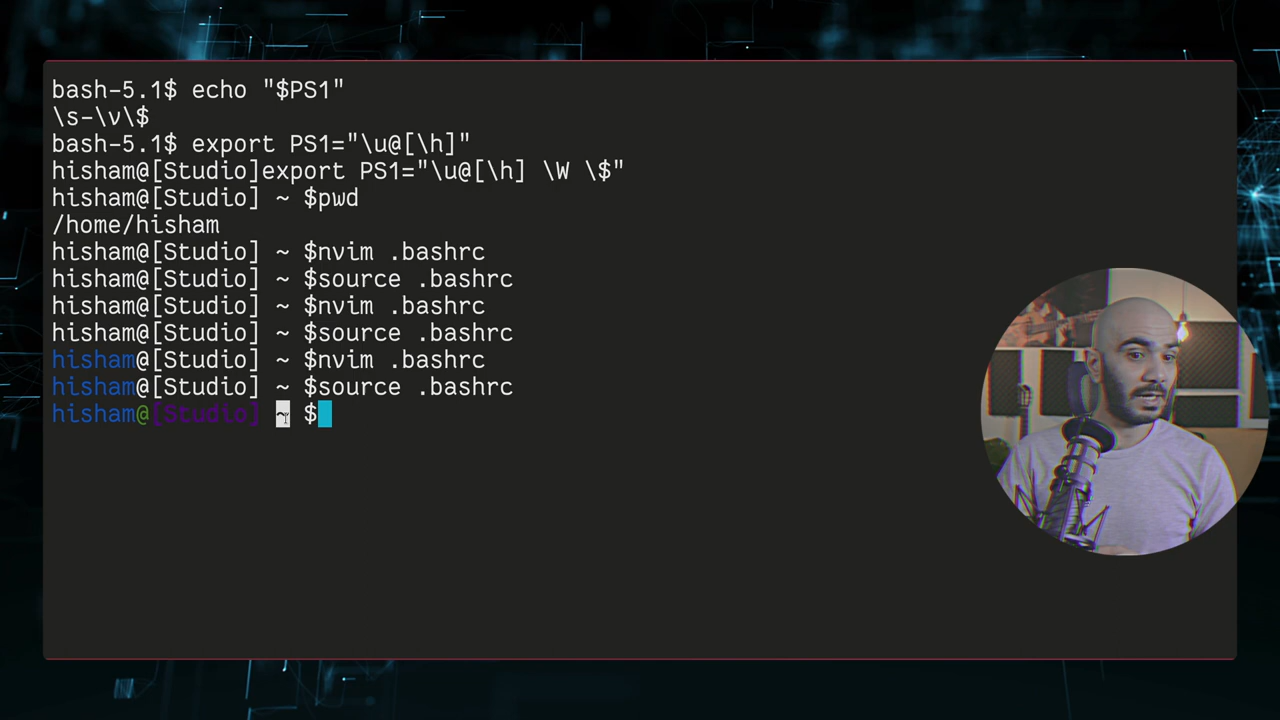 bash-5.1$ echo "$PS1"
\s-\v\$
bash-5.1$ export PS1="\u@[\h]"
hisham@[Studio]export PS1="\u@[\h] \W \$"
hisham@[Studio] ~ $pwd
/home/hisham
hisham@[Studio] ~ $nvim .bashrc
hisham@[Studio] ~ $source .bashrc
hisham@[Studio] ~ $nvim .bashrc
hisham@[Studio] ~ $source .bashrc
hisham@[Studio] ~ $nvim .bashrc
hisham@[Studio] ~ $source .bashrc
hisham@[Studio] ~ $